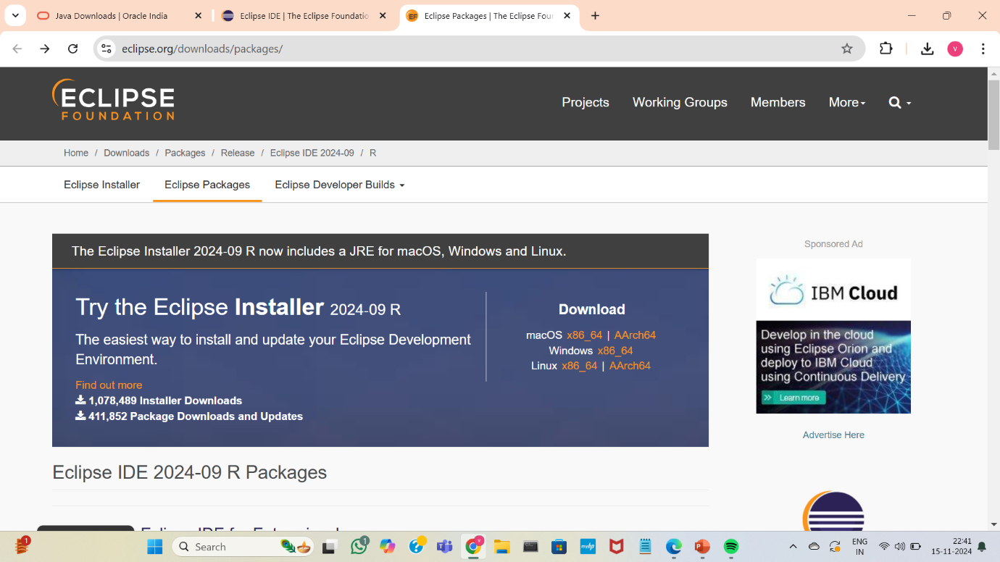 Java Downloads | Oracle India
Eclipse IDE | The Eclipse Foundatio
Eclipse Packages | The Eclipse Four
eclipse.org/downloads/packages/
V
ECLIPSE
FOUNDATION
Projects
Working Groups
Members
More
Home / Downloads / Packages / Release / Eclipse IDE 2024-09 / R
Eclipse Installer
Eclipse Packages
Eclipse Developer Builds
The Eclipse Installer 2024-09 R now includes a JRE for macOS, Windows and Linux.
Try the Eclipse Installer 2024-09 R
The easiest way to install and update your Eclipse Development
Environment.
Find out more
1,078,489 Installer Downloads
411,852 Package Downloads and Updates
Download
macOS x86_64 | AArch64
Windows x86_64
Linux x86_64 | AArch64
Sponsored Ad
IBM Cloud
Develop in the cloud
using Eclipse Orion and
deploy to IBM Cloud
using Continuous Delivery
Learn more
Advertise Here
Eclipse IDE 2024-09 R Packages
1
Search
1
myhp
ENG
IN
22:41
15-11-2024